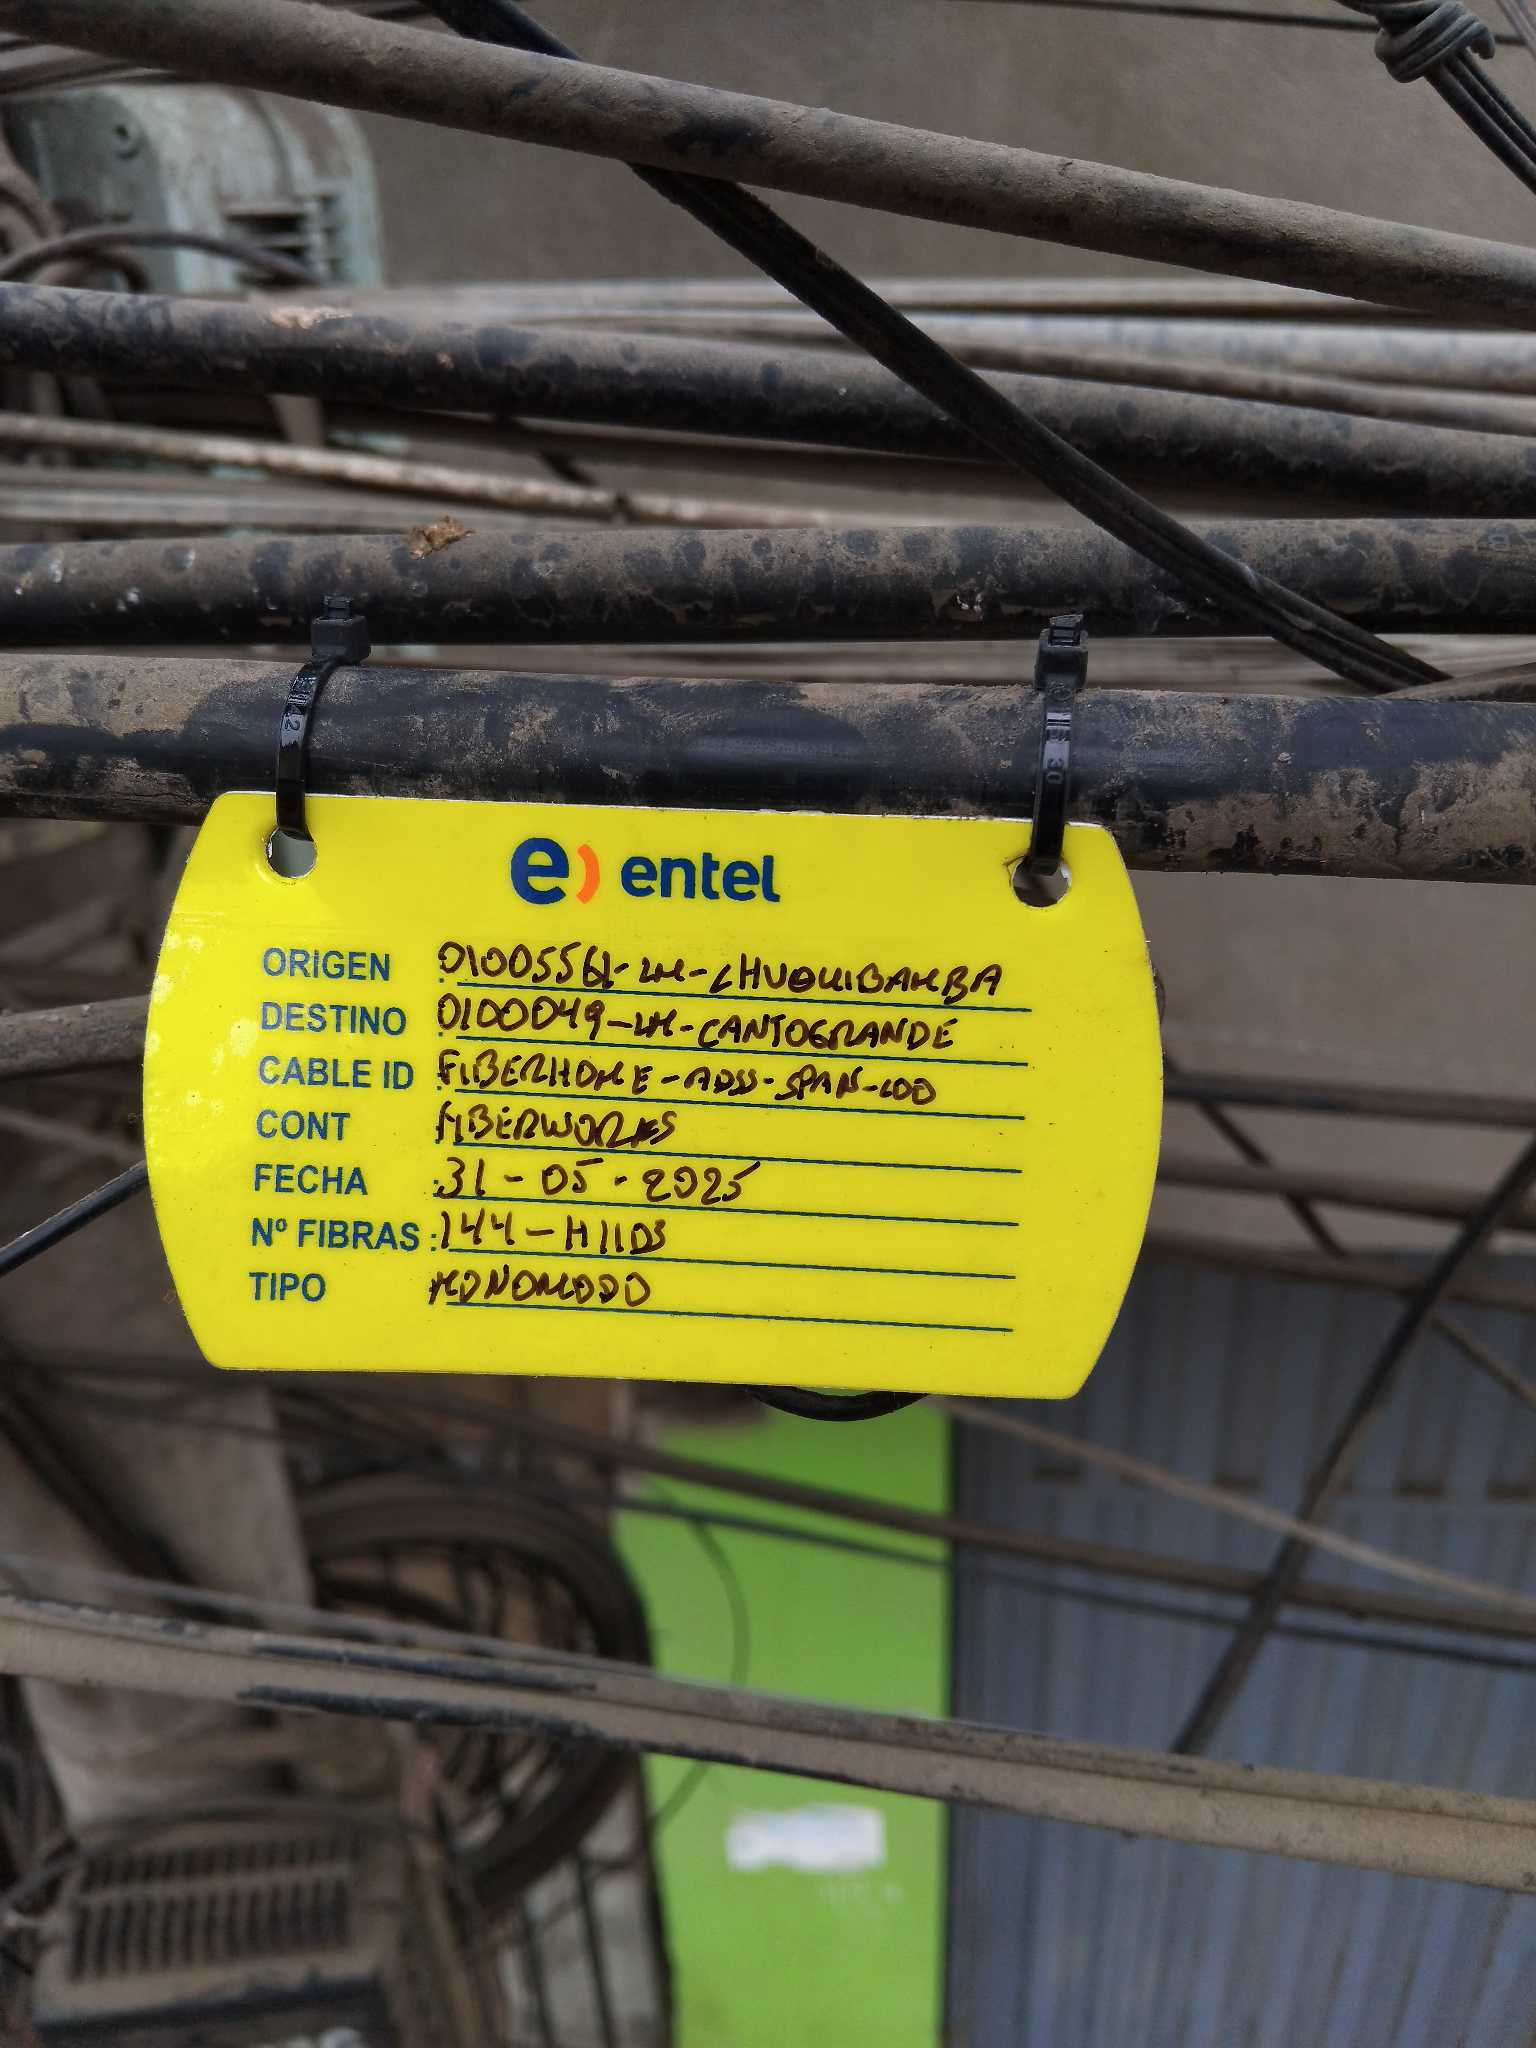 e) entel
ORIGEN : 0100556L-LM-CHUQUIBAMBA
DESTINO : 0100049-LM-CANTOGRANDE
CABLE ID : FIBERHOME-ADSS-SPAN-100
CONT : FIBERWORKS
FECHA : 31-05-2025
Nº FIBRAS : 144-HILOS
TIPO MONOMODO